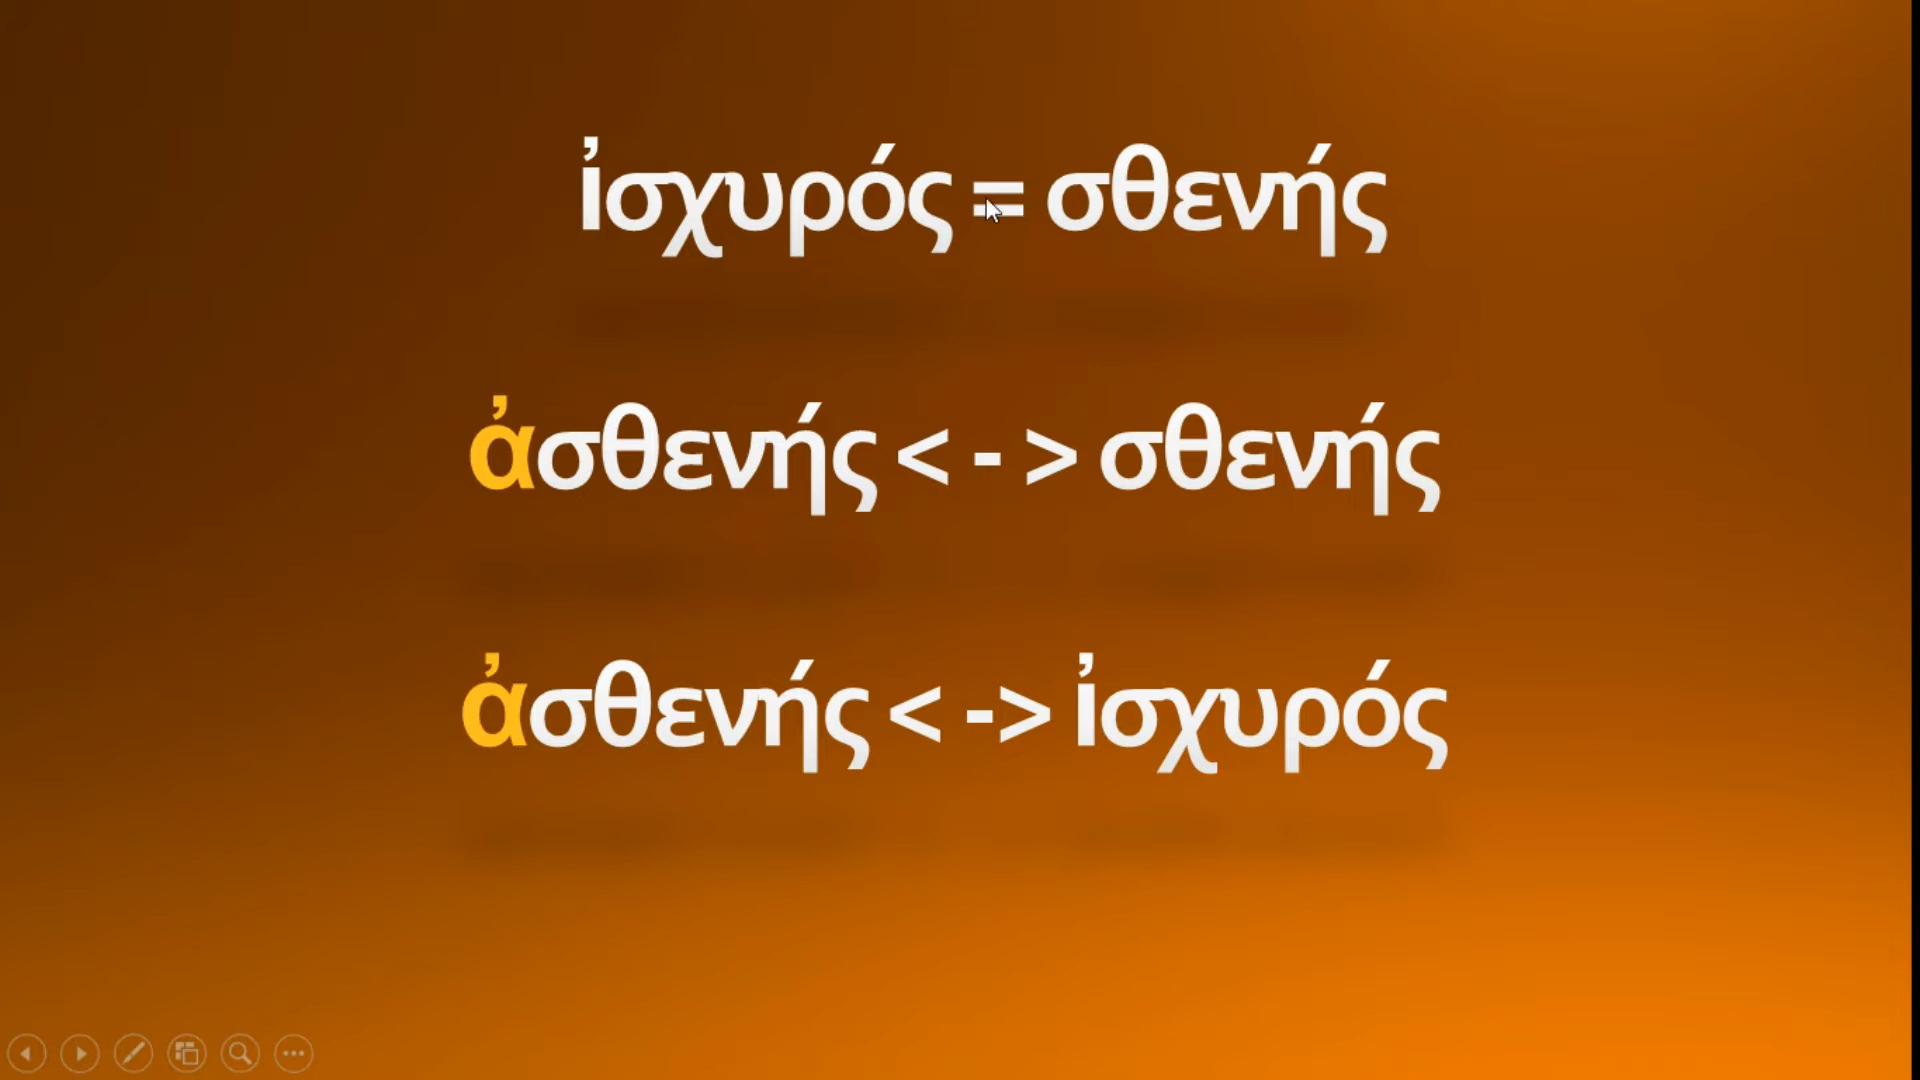 ἰσχυρός = σθενής
ἀσθενής < - > σθενής
ἀσθενής < -> ἰσχυρός